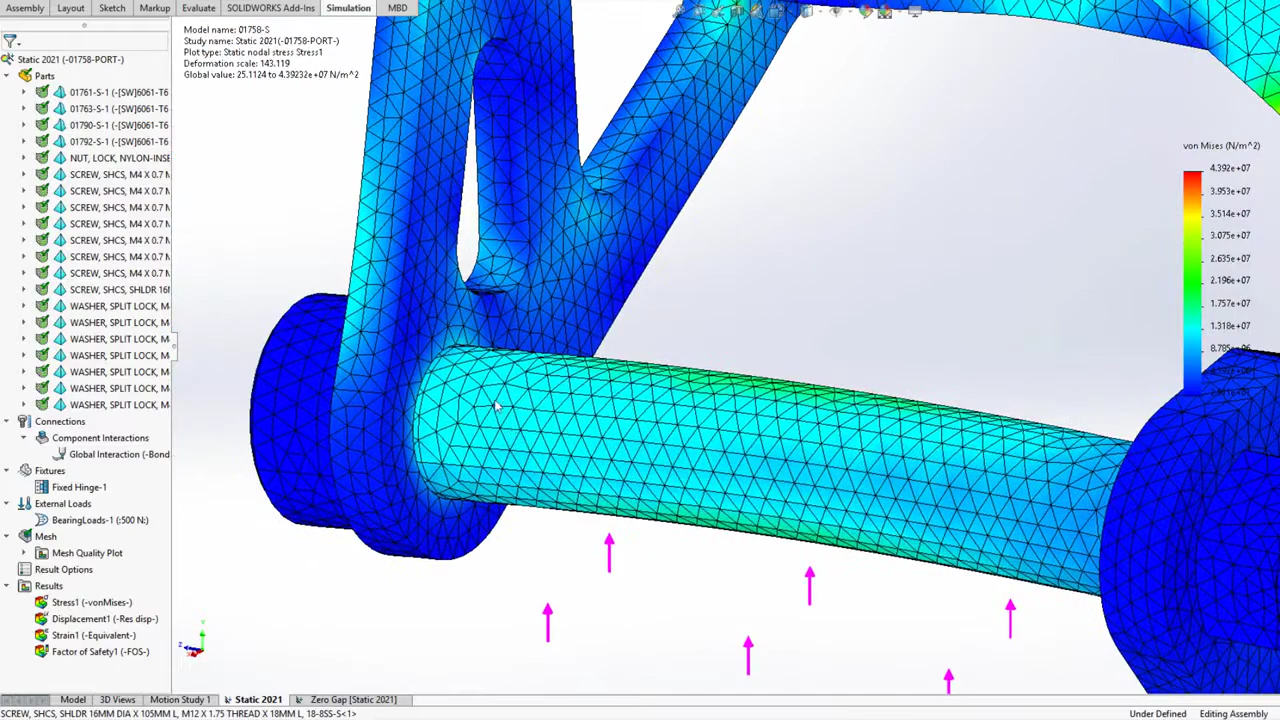 Assembly Layout Sketch Markup Evaluate SOLIDWORKS Add-Ins Simulation MBD
Model name: 01758-S
Study name: Static 2021(-01758-PORT-)
Plot type: Static nodal stress Stress1
Deformation scale: 143.119
Global value: 25.1124 to 4.39232e+07 N/m^2
Static 2021 (-01758-PORT-)
Parts
01761-S-1 (-[SW]6061-T6
01763-S-1 (-[SW]6061-T6
01790-S-1 (-[SW]6061-T6
01792-S-1 (-[SW]6061-T6
NUT, LOCK, NYLON-INSE
SCREW, SHCS, M4 X 0.7 M
SCREW, SHCS, M4 X 0.7 M
SCREW, SHCS, M4 X 0.7 M
SCREW, SHCS, M4 X 0.7 M
SCREW, SHCS, M4 X 0.7 M
SCREW, SHCS, M4 X 0.7 M
SCREW, SHCS, M4 X 0.7 M
SCREW, SHCS, SHLDR 16M
WASHER, SPLIT LOCK, M4
WASHER, SPLIT LOCK, M4
WASHER, SPLIT LOCK, M4
WASHER, SPLIT LOCK, M4
WASHER, SPLIT LOCK, M4
WASHER, SPLIT LOCK, M4
WASHER, SPLIT LOCK, M4
Connections
Component Interactions
Global Interaction (-Bond
Fixtures
Fixed Hinge-1
External Loads
BearingLoads-1 (:500 N:)
Mesh
Mesh Quality Plot
Result Options
Results
Stress1 (-vonMises-)
Displacement1 (-Res disp-)
Strain1 (-Equivalent-)
Factor of Safety1 (-FOS-)
von Mises (N/m^2)
4.392e+07
3.953e+07
3.514e+07
3.075e+07
2.635e+07
2.196e+07
1.757e+07
1.318e+07
8.785e+06
Y
Z
Model 3D Views Motion Study 1 Static 2021 Zero Gap [Static 2021]
SCREW, SHCS, SHLDR 16MM DIA X 105MM L, M12 X 1.75 THREAD X 18MM L, 18-8SS-S<1>
Under Defined Editing Assembly